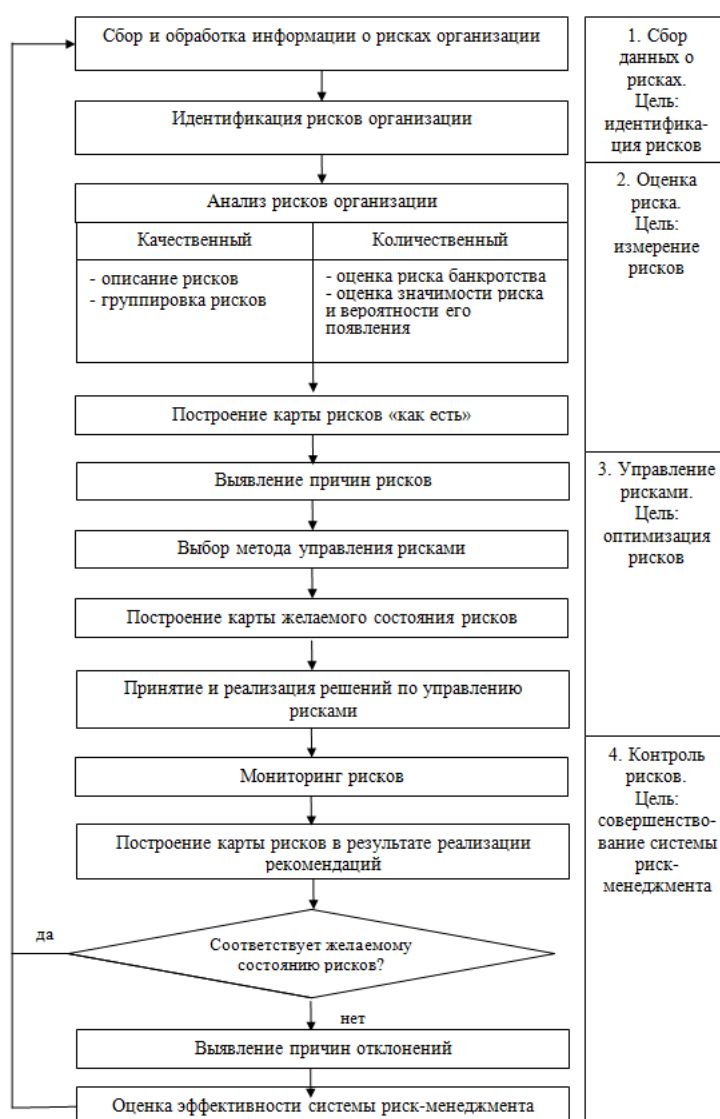 Сбор и обработка информации о рисках организации
Идентификация рисков организации
Анализ рисков организации
Качественный
- описание рисков
- группировка рисков
Количественный
- оценка риска банкротства
- оценка значимости риска
и вероятности его
появления
Построение карты рисков «как есть»
Выявление причин рисков
Выбор метода управления рисками
Построение карты желаемого состояния рисков
Принятие и реализация решений по управлению
рисками
Мониторинг рисков
Построение карты рисков в результате реализации
рекомендаций
Соответствует желаемому
состоянию рисков?
да
нет
Выявление причин отклонений
Оценка эффективности системы риск-менеджмента
1. Сбор
данных о
рисках.
Цель:
идентифика-
ция рисков
2. Оценка
риска.
Цель:
измерение
рисков
3. Управление
рисками.
Цель:
оптимизация
рисков
4. Контроль
рисков.
Цель:
совершенство-
вание системы
риск-
менеджмента